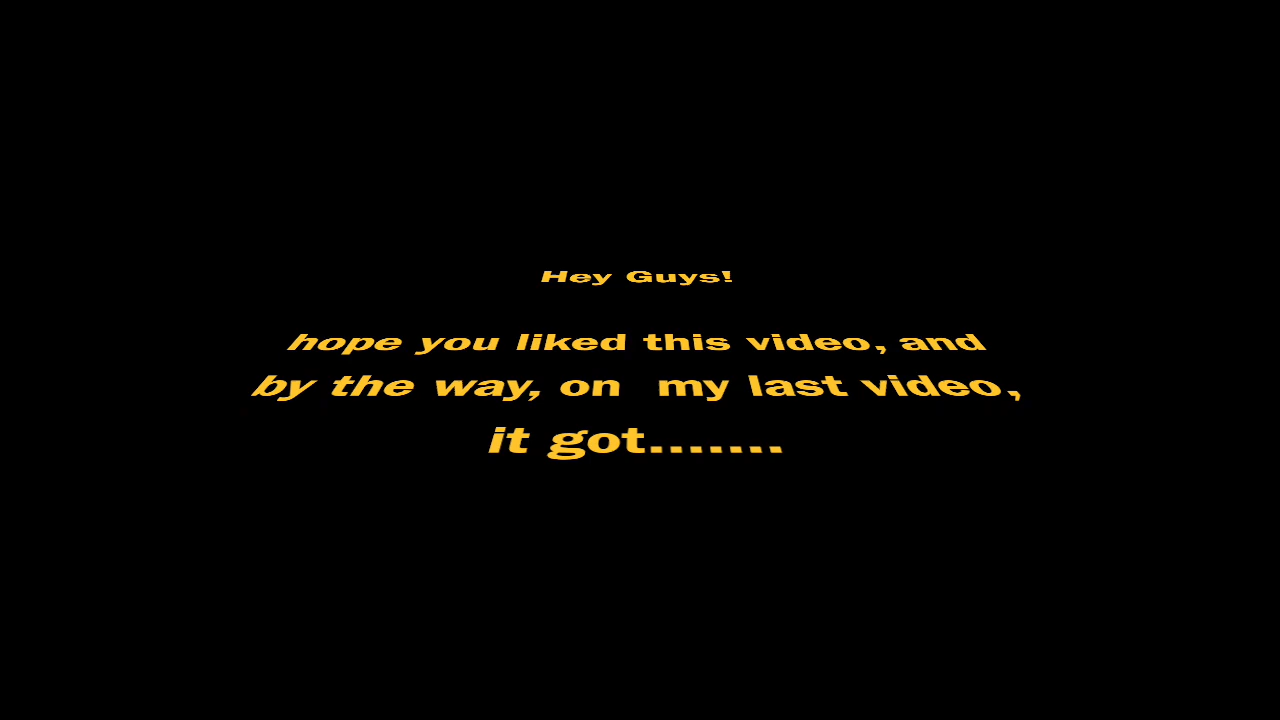 Hey Guys!
hope you liked this video, and
by the way, on my last video,
it got.......